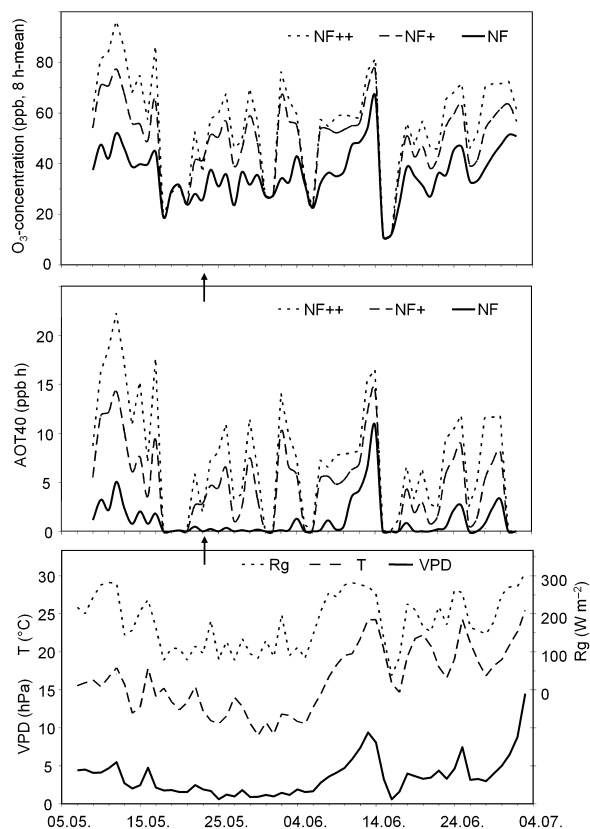 O3-concentration (ppb, 8 h-mean)
80
60
40
20
0
NF++ NF+ NF
AOT40 (ppb h)
20
15
10
5
0
NF++ NF+ NF
VPD (hPa) T (°C)
30
25
20
15
10
5
0
Rg T VPD
300
200
100
0
Rg (W m−2)
05.05. 15.05. 25.05. 04.06. 14.06. 24.06. 04.07.